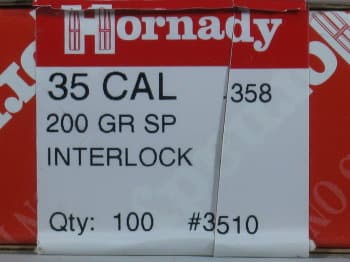 Hornady
35 CAL .358
200 GR SP
INTERLOCK
Qty: 100 #3510